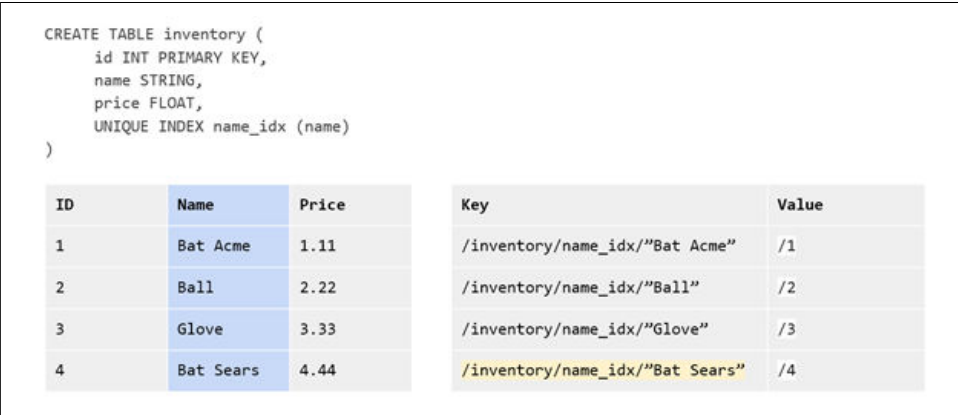 CREATE TABLE inventory (
id INT PRIMARY KEY,
name STRING,
price FLOAT,
UNIQUE INDEX name_idx (name)
)
ID Name Price Key Value
1 Bat Acme 1.11 /inventory/name_idx/”Bat Acme” /1
2 Ball 2.22 /inventory/name_idx/”Ball” /2
3 Glove 3.33 /inventory/name_idx/”Glove” /3
4 Bat Sears 4.44 /inventory/name_idx/”Bat Sears” /4